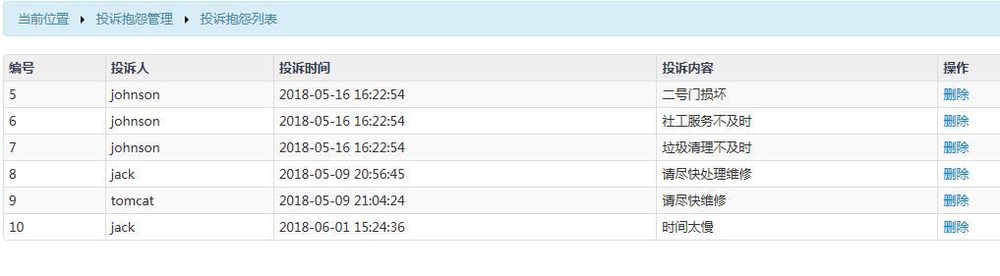 当前位置 投诉抱怨管理 投诉抱怨列表
编号 投诉人 投诉时间 投诉内容 操作
5 johnson 2018-05-16 16:22:54 二号门损坏 删除
6 johnson 2018-05-16 16:22:54 社工服务不及时 删除
7 johnson 2018-05-16 16:22:54 垃圾清理不及时 删除
8 jack 2018-05-09 20:56:45 请尽快处理维修 删除
9 tomcat 2018-05-09 21:04:24 请尽快维修 删除
10 jack 2018-06-01 15:24:36 时间太慢 删除